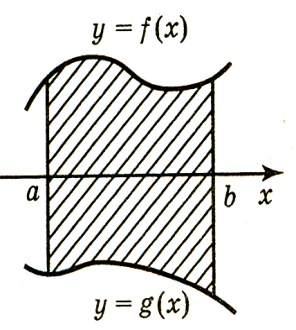 y = f(x)
a b x
y = g(x)